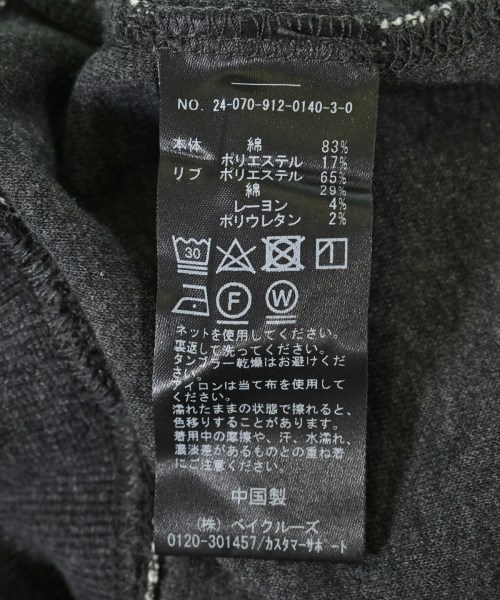 NO. 24-070-912-0140-3-0
本体 綿 83%
ポリエステル 17%
リブ ポリエステル 65%
綿 29%
レーヨン 4%
ポリウレタン 2%
30
1
F W
ネットを使用してください。
裏返して洗ってください。
タンブラー乾燥はお避けくだ
さい。
アイロンは当て布を使用して
ください。
濡れたままの状態で擦れると、
色移りすることがあります。
着用中の摩擦や、汗、水濡れ、
濃淡差があるものとの重ね着
にご注意ください。
中国製
(株) ベイクルーズ
0120-301457/カスタマーサポート